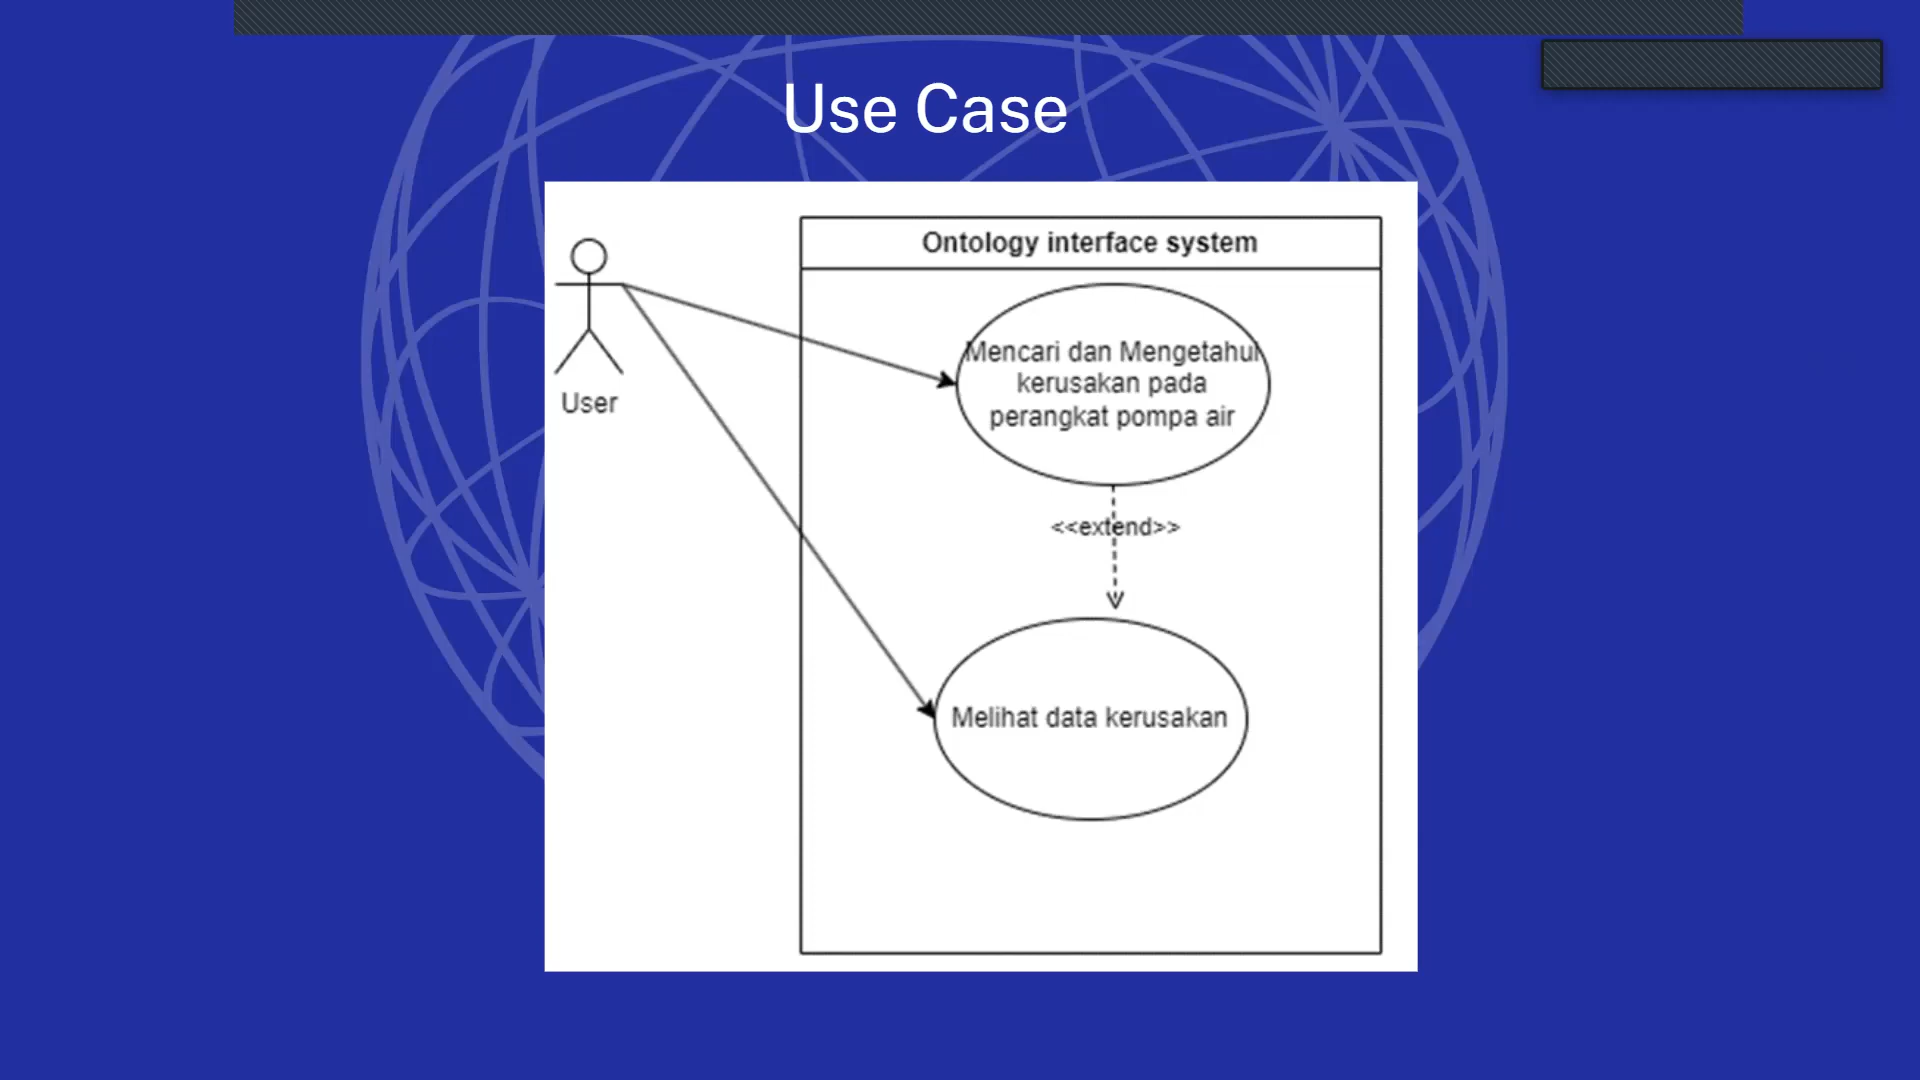 Use Case
Ontology interface system
Mencari dan Mengetahui
kerusakan pada
perangkat pompa air
User
<<extend>>
Melihat data kerusakan